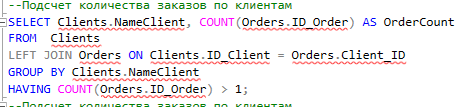 --Подсчет количества заказов по клиентам
SELECT Clients.NameClient, COUNT(Orders.ID_Order) AS OrderCount
FROM  Clients
LEFT JOIN Orders ON Clients.ID_Client = Orders.Client_ID
GROUP BY Clients.NameClient
HAVING COUNT(Orders.ID_Order) > 1;
--Подсчет количества заказов по клиентам